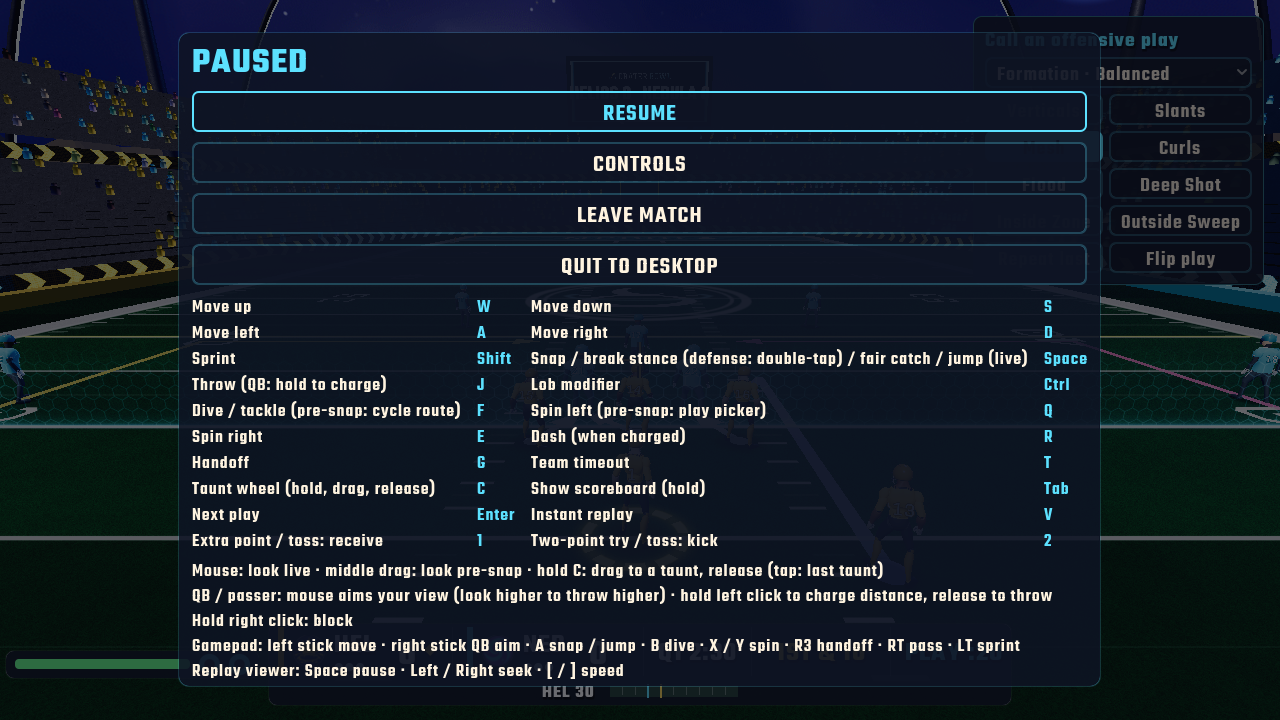 PAUSED
RESUME
CONTROLS
LEAVE MATCH
QUIT TO DESKTOP
Move up W Move down S
Move left A Move right D
Sprint Shift Snap / break stance (defense: double-tap) / fair catch / jump (live) Space
Throw (QB: hold to charge) J Lob modifier Ctrl
Dive / tackle (pre-snap: cycle route) F Spin left (pre-snap: play picker) Q
Spin right E Dash (when charged) R
Handoff G Team timeout T
Taunt wheel (hold, drag, release) C Show scoreboard (hold) Tab
Next play Enter Instant replay V
Extra point / toss: receive 1 Two-point try / toss: kick 2
Mouse: look live · middle drag: look pre-snap · hold C: drag to a taunt, release (tap: last taunt)
QB / passer: mouse aims your view (look higher to throw higher) · hold left click to charge distance, release to throw
Hold right click: block
Gamepad: left stick move · right stick QB aim · A snap / jump · B dive · X / Y spin · R3 handoff · RT pass · LT sprint
Replay viewer: Space pause · Left / Right seek · [ / ] speed
Call an offensive play
Formation · Balanced
Slants
Curls
Flood Deep Shot
Outside Sweep
Flip play
HEL 30